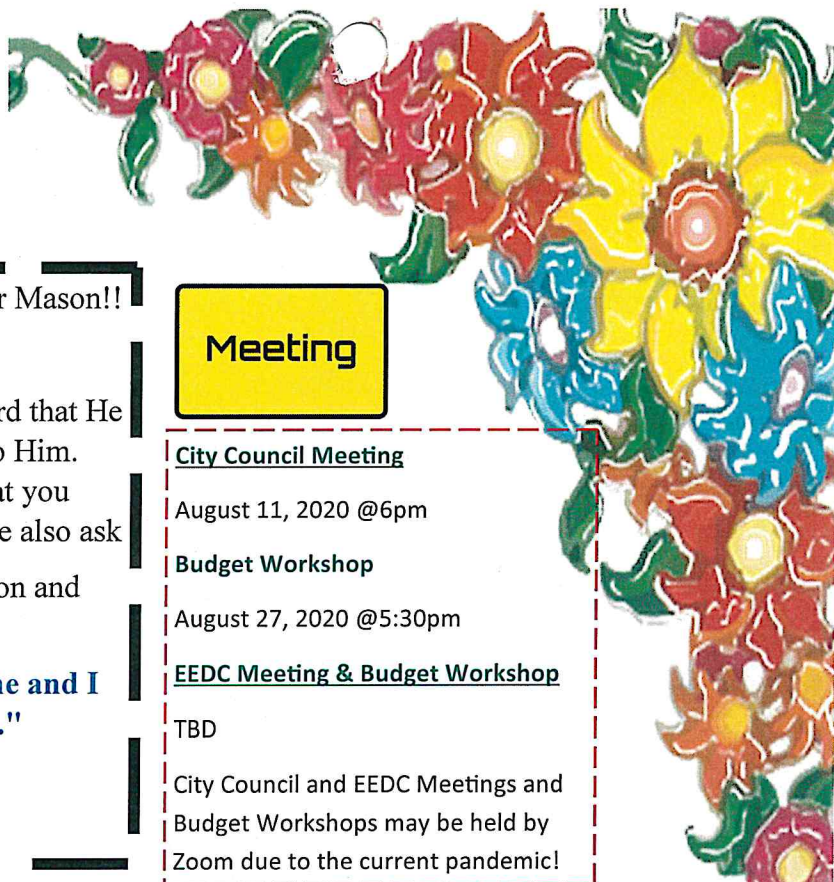 r Mason!!
rd that He
o Him.
at you
e also ask
on and
ne and I
."
Meeting
City Council Meeting
August 11, 2020 @6pm
Budget Workshop
August 27, 2020 @5:30pm
EEDC Meeting & Budget Workshop
TBD
City Council and EEDC Meetings and
Budget Workshops may be held by
Zoom due to the current pandemic!